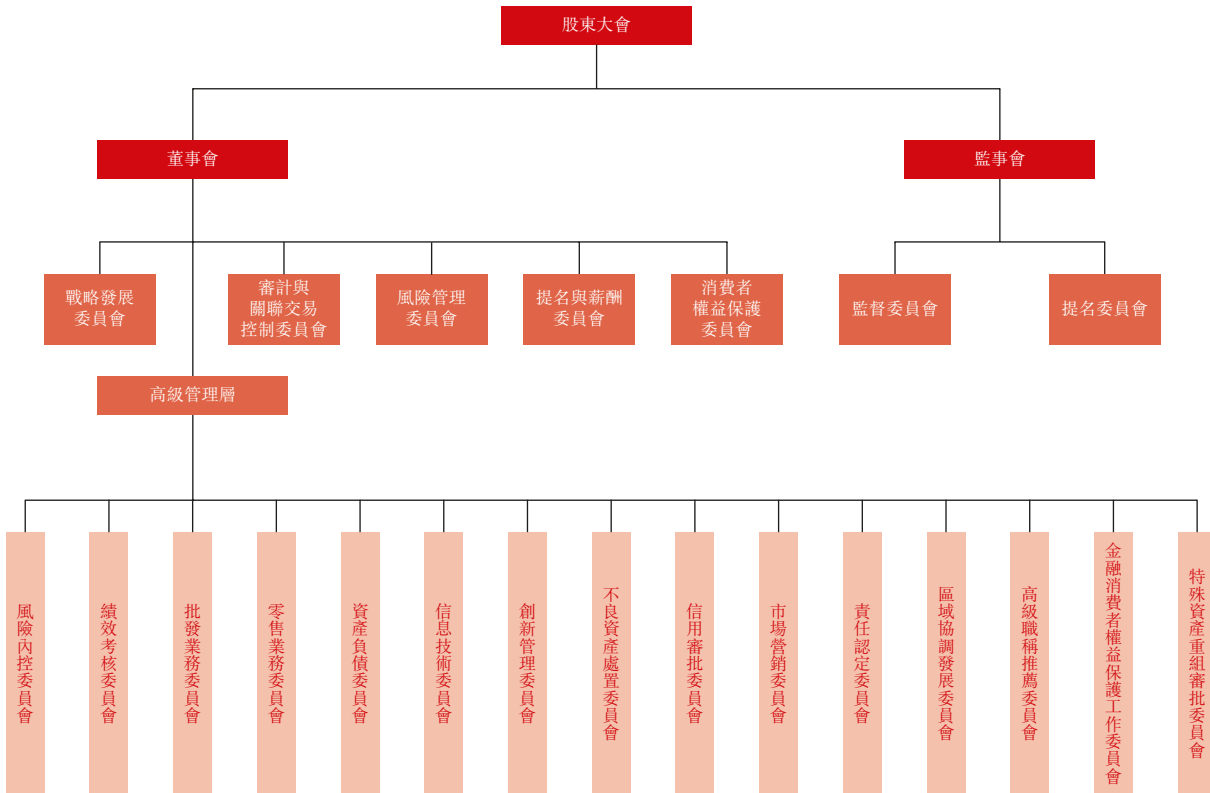 股東大會
董事會
監事會
戰略發展
委員會
審計與
關聯交易
控制委員會
風險管理
委員會
提名與薪酬
委員會
消費者
權益保護
委員會
監督委員會
提名委員會
高級管理層
風險內控委員會
績效考核委員會
批發業務委員會
零售業務委員會
資產負債委員會
信息技術委員會
創新管理委員會
不良資產處置委員會
信用審批委員會
市場營銷委員會
責任認定委員會
區域協調發展委員會
高級職稱推薦委員會
金融消費者權益保護工作委員會
特殊資產重組審批委員會